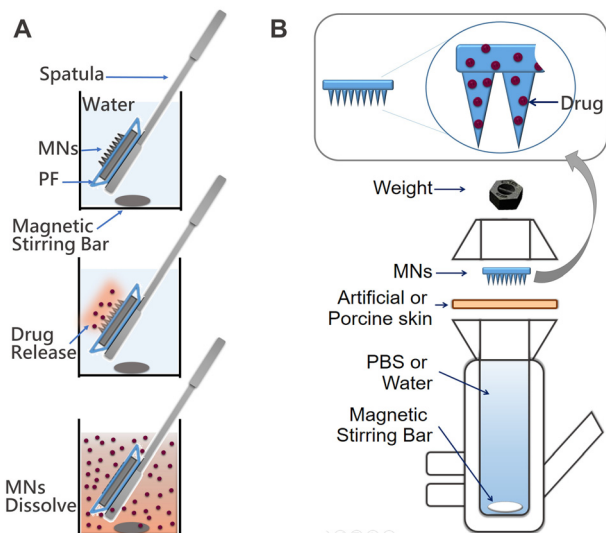 A
Spatula
Water
MNs
PF
Magnetic
Stirring Bar
Drug
Release
MNs
Dissolve
B
Drug
Weight
MNs
Artificial or
Porcine skin
PBS or
Water
Magnetic
Stirring Bar